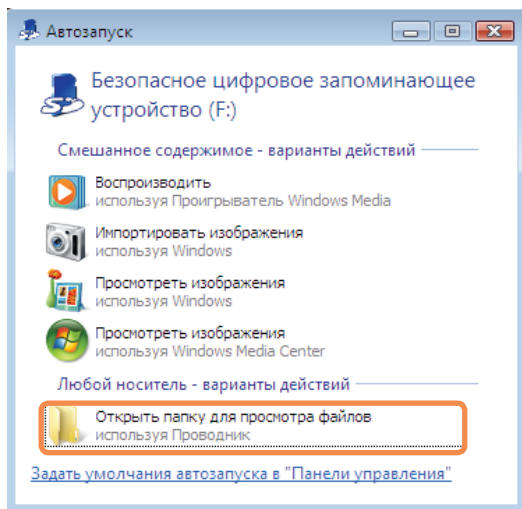 Автозапуск
Безопасное цифровое запоминающее
устройство (F:)
Смешанное содержимое - варианты действий
Воспроизводить
используя Проигрыватель Windows Media
Импортировать изображения
используя Windows
Просмотреть изображения
используя Windows
Просмотреть изображения
используя Windows Media Center
Любой носитель - варианты действий
Открыть папку для просмотра файлов
используя Проводник
Задать умолчания автозапуска в "Панели управления"